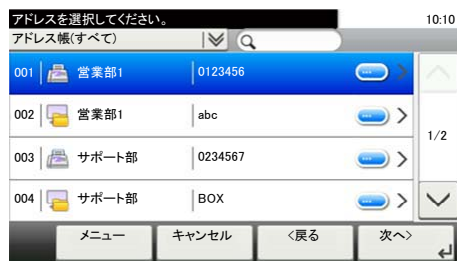 アドレスを選択してください。 10:10
アドレス帳(すべて)
001 営業部1 0123456
002 営業部1 abc
1/2
003 サポート部 0234567
004 サポート部 BOX
メニュー キャンセル <戻る 次へ>